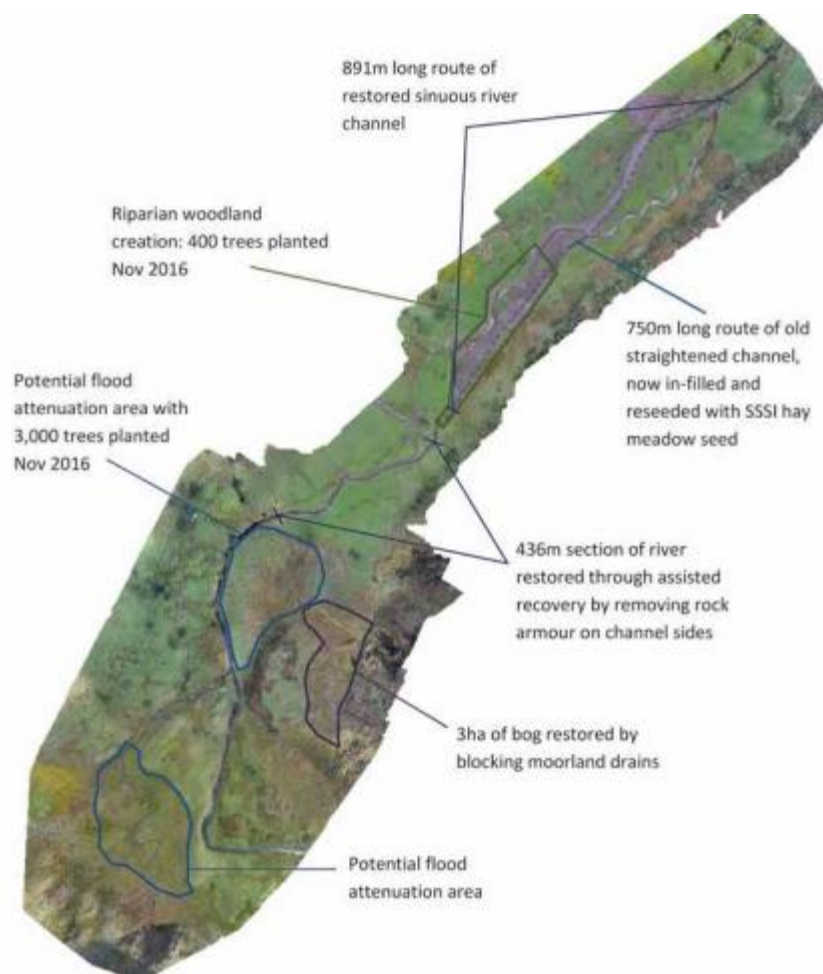 891m long route of
restored sinuous river
channel
Riparian woodland
creation: 400 trees planted
Nov 2016
750m long route of old
straightened channel,
now in-filled and
reseeded with SSSI hay
meadow seed
Potential flood
attenuation area with
3,000 trees planted
Nov 2016
436m section of river
restored through assisted
recovery by removing rock
armour on channel sides
3ha of bog restored by
blocking moorland drains
Potential flood
attenuation area